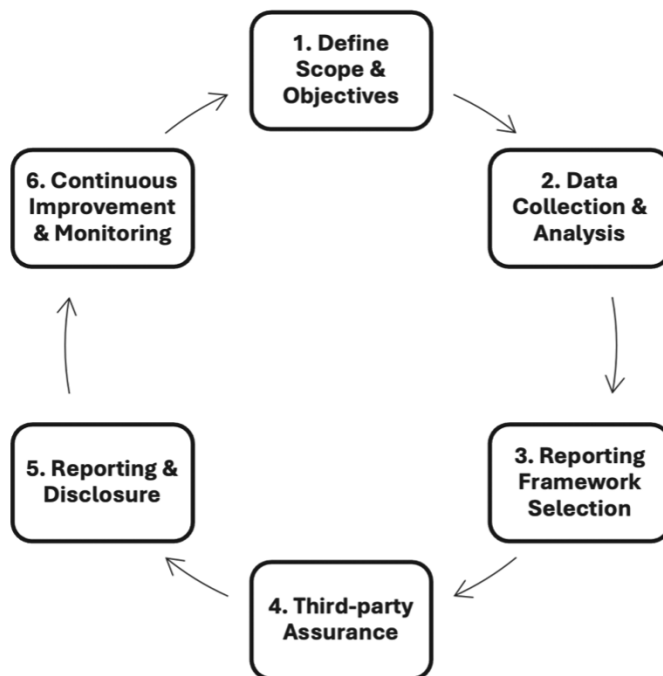 1. Define
Scope &
Objectives
2. Data
Collection &
Analysis
3. Reporting
Framework
Selection
4. Third-party
Assurance
5. Reporting &
Disclosure
6. Continuous
Improvement
& Monitoring